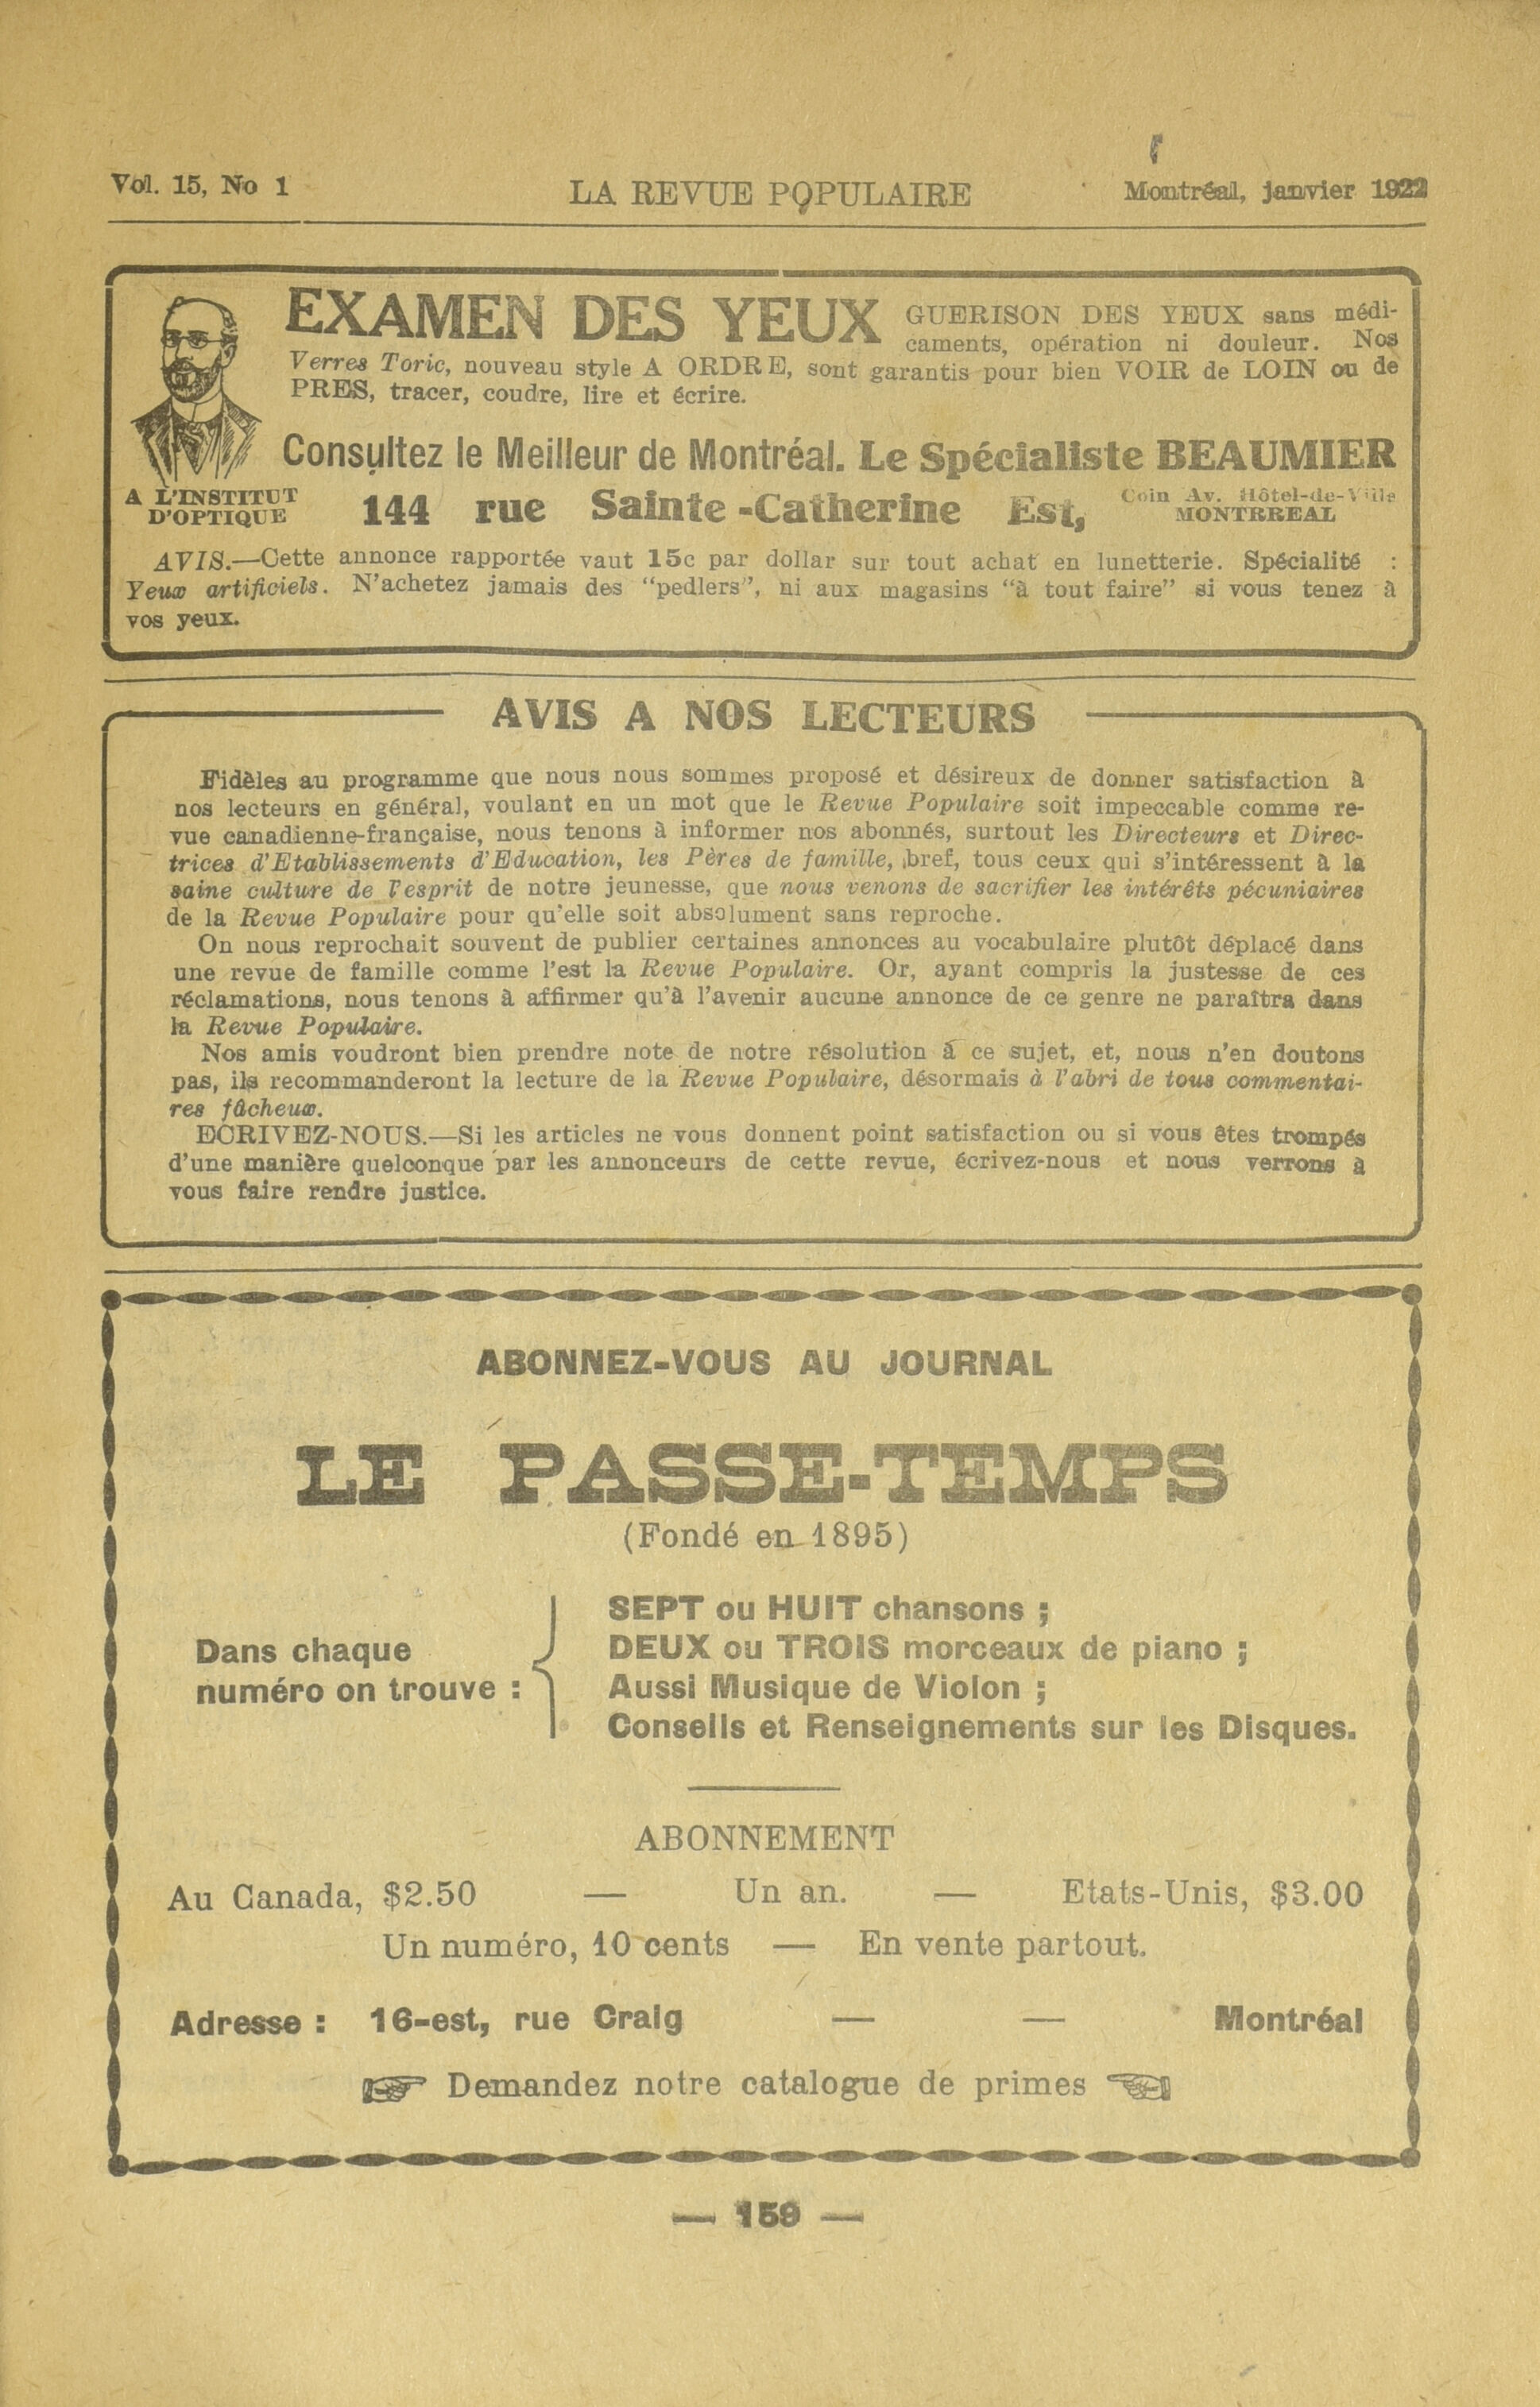 Vol. 15, No 1 LA REVUE POPULAIRE Montréal, janvier 1922
EXAMEN DES YEUX GUERISON DES YEUX sans médi-
caments, opération ni douleur. Nos
Verres Toric, nouveau style A ORDRE, sont garantis pour bien VOIR de LOIN ou de
PRES, tracer, coudre, lire et écrire.
Consultez le Meilleur de Montréal. Le Spécialiste BEAUMIER
A L'INSTITUT
D'OPTIQUE
144 rue Sainte-Catherine Est,
Coin Av. Hôtel-de-Ville
MONTRREAL
AVIS.—Cette annonce rapportée vaut 15c par dollar sur tout achat en lunetterie. Spécialité :
Yeux artificiels. N'achetez jamais des "pedlers", ni aux magasins "à tout faire" si vous tenez à
vos yeux.
AVIS A NOS LECTEURS
Fidèles au programme que nous nous sommes proposé et désireux de donner satisfaction à
nos lecteurs en général, voulant en un mot que le Revue Populaire soit impeccable comme re-
vue canadienne-française, nous tenons à informer nos abonnés, surtout les Directeurs et Direc-
trices d'Etablissements d'Education, les Pères de famille, bref, tous ceux qui s'intéressent à la
saine culture de l'esprit de notre jeunesse, que nous venons de sacrifier les intérêts pécuniaires
de la Revue Populaire pour qu'elle soit absolument sans reproche.
On nous reprochait souvent de publier certaines annonces au vocabulaire plutôt déplacé dans
une revue de famille comme l'est la Revue Populaire. Or, ayant compris la justesse de ces
réclamations, nous tenons à affirmer qu'à l'avenir aucune annonce de ce genre ne paraîtra dans
la Revue Populaire.
Nos amis voudront bien prendre note de notre résolution à ce sujet, et, nous n'en doutons
pas, ils recommanderont la lecture de la Revue Populaire, désormais à l'abri de tous commentai-
res fâcheux.
ECRIVEZ-NOUS.—Si les articles ne vous donnent point satisfaction ou si vous êtes trompés
d'une manière quelconque par les annonceurs de cette revue, écrivez-nous et nous verrons à
vous faire rendre justice.
ABONNEZ-VOUS AU JOURNAL
LE PASSE-TEMPS
(Fondé en 1895)
Dans chaque
numéro on trouve :
SEPT ou HUIT chansons ;
DEUX ou TROIS morceaux de piano ;
Aussi Musique de Violon ;
Conseils et Renseignements sur les Disques.
ABONNEMENT
Au Canada, $2.50 — Un an. — Etats-Unis, $3.00
Un numéro, 10 cents — En vente partout.
Adresse : 16-est, rue Craig — — Montréal
Demandez notre catalogue de primes
— 159 —